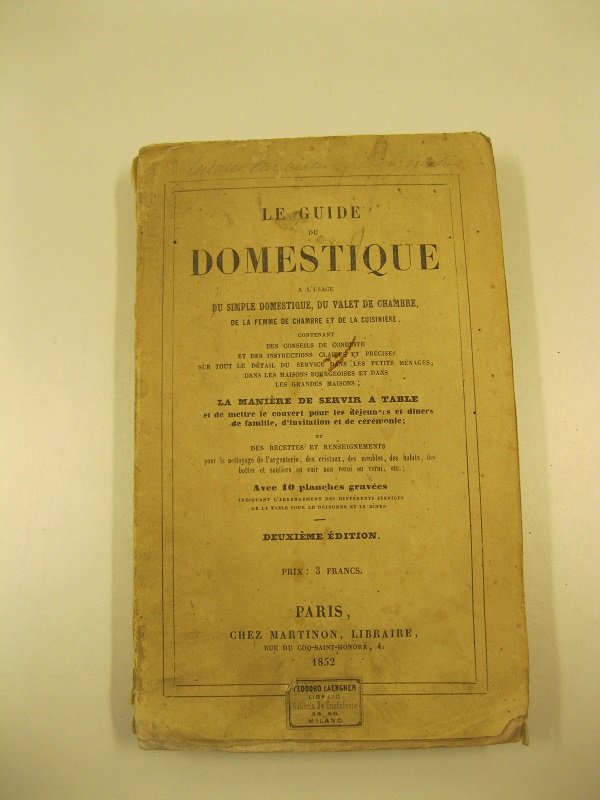 LE GUIDE
DU
DOMESTIQUE
A L'USAGE
DU SIMPLE DOMESTIQUE, DU VALET DE CHAMBRE,
DE LA FEMME DE CHAMBRE ET DE LA CUISINIÈRE,
CONTENANT
DES CONSEILS DE CONDUITE
ET DES INSTRUCTIONS CLAIRES ET PRÉCISES
SUR TOUT LE DÉTAIL DU SERVICE DANS LES PETITS MÉNAGES,
DANS LES MAISONS BOURGEOISES ET DANS
LES GRANDES MAISONS;
LA MANIÈRE DE SERVIR A TABLE
et de mettre le couvert pour les déjeuners et diners
de famille, d'invitation et de cérémonie;
ET
DES RECETTES ET RENSEIGNEMENTS
pour le nettoyage de l'argenterie, des cristaux, des meubles, des habits, des
bottes et souliers en cuir non verni ou verni, etc.;
Avec 10 planches gravées
INDIQUANT L'ARRANGEMENT DES DIFFÉRENTS SERVICES
DE LA TABLE POUR LE DÉJEUNER ET LE DINER
DEUXIÈME ÉDITION.
PRIX: 3 FRANCS.
PARIS,
CHEZ MARTINON, LIBRAIRE,
RUE DU COQ-SAINT-HONORÉ, 4.
1852
TEODORO LAENGNER
LIBRAIO
Galleria De Cristoforis
59, 60.
MILANO